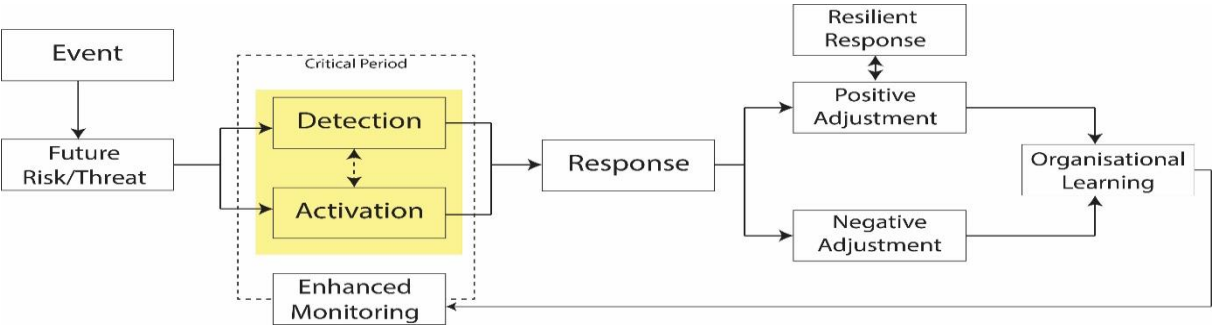 Event
Future
Risk/Threat
Critical Period
Detection
Activation
Enhanced
Monitoring
Response
Resilient
Response
Positive
Adjustment
Negative
Adjustment
Organisational
Learning